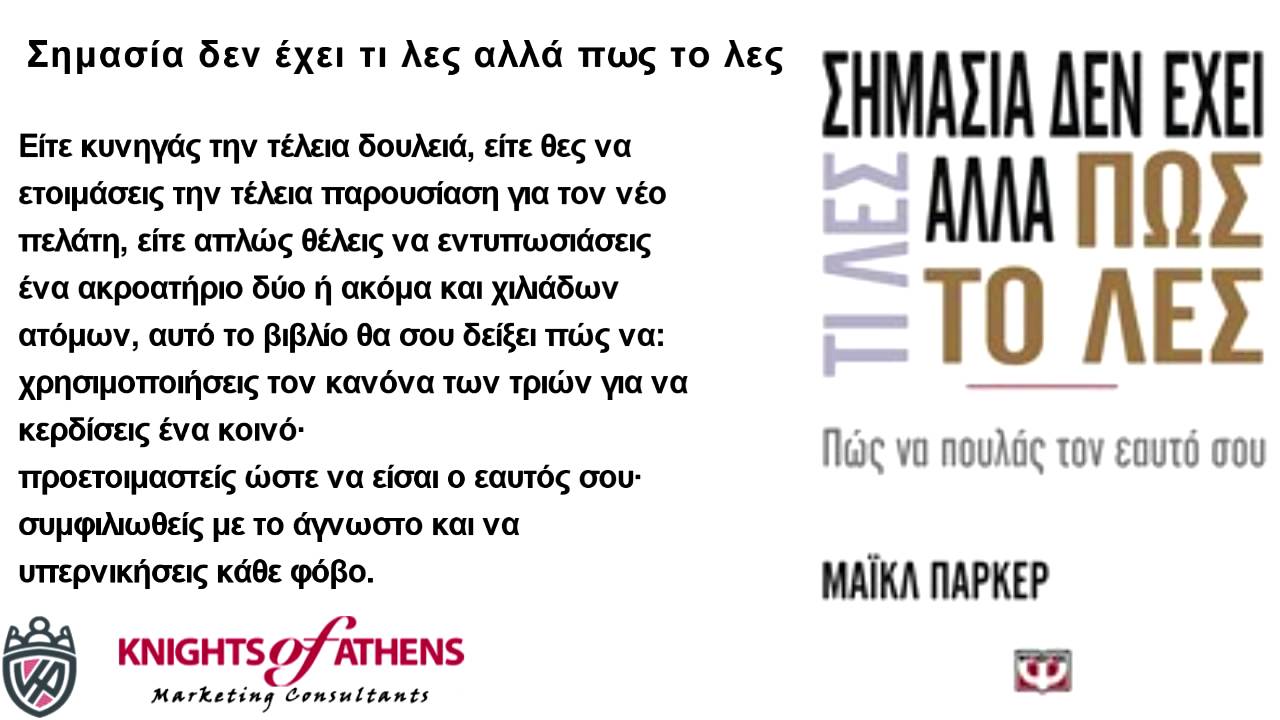 Σημασία δεν έχει τι λες αλλά πως το λες
Είτε κυνηγάς την τέλεια δουλειά, είτε θες να
ετοιμάσεις την τέλεια παρουσίαση για τον νέο
πελάτη, είτε απλώς θέλεις να εντυπωσιάσεις
ένα ακροατήριο δύο ή ακόμα και χιλιάδων
ατόμων, αυτό το βιβλίο θα σου δείξει πώς να:
χρησιμοποιήσεις τον κανόνα των τριών για να
κερδίσεις ένα κοινό·
προετοιμαστείς ώστε να είσαι ο εαυτός σου·
συμφιλιωθείς με το άγνωστο και να
υπερνικήσεις κάθε φόβο.
KNIGHTS of ATHENS
Marketing Consultants
ΣΗΜΑΣΙΑ ΔΕΝ ΕΧΕΙ
ΤΙ ΛΕΣ
ΑΛΛΑ ΠΩΣ
ΤΟ ΛΕΣ
Πώς να πουλάς τον εαυτό σου
ΜΑΪΚΛ ΠΑΡΚΕΡ